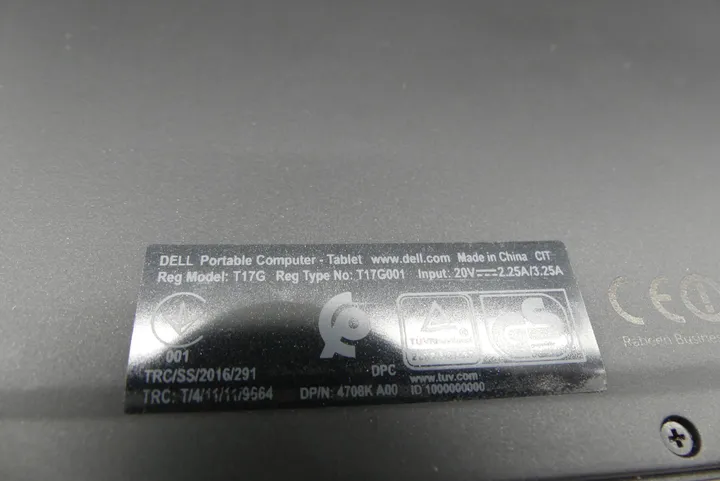 DELL Portable Computer - Tablet www.dell.com Made in China CIT
Reg Model: T17G Reg Type No: T17G001 Input: 20V⎓2.25A/3.25A
001
TRC/SS/2016/291
DPC
www.tuv.com
TRC: T/4/11/11/9664 DP/N: 4708K A00 ID 1000000000
CE